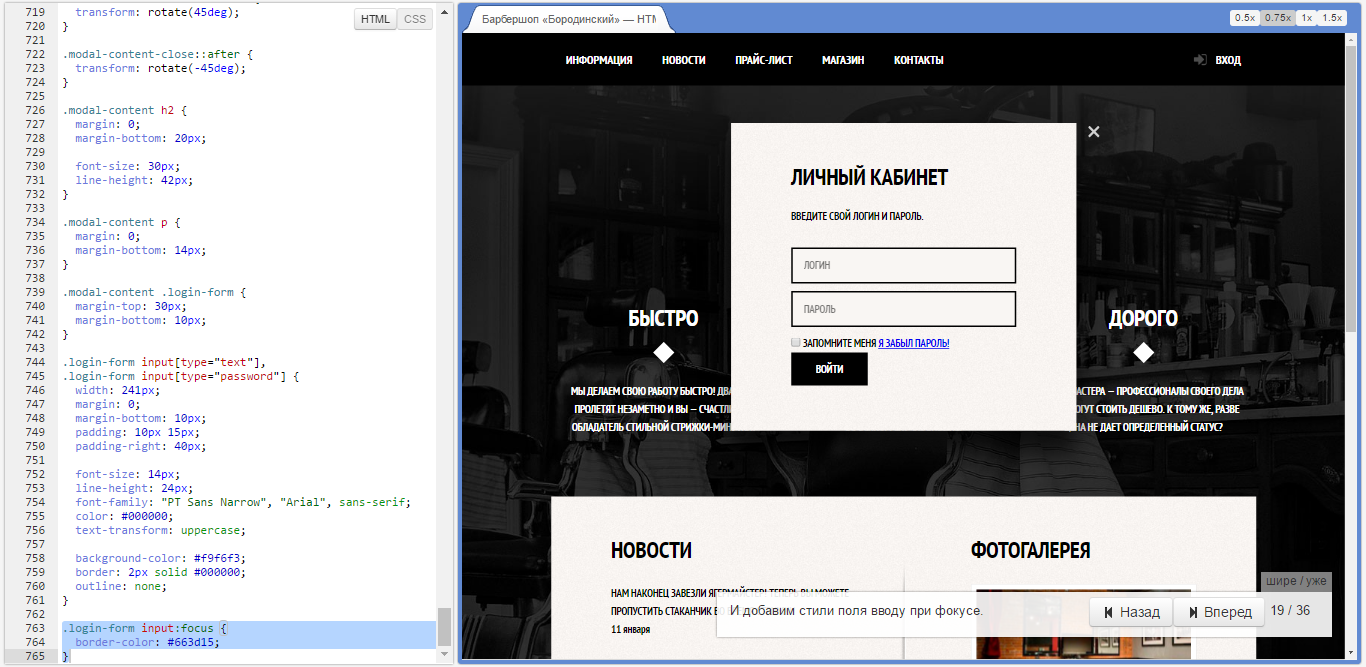 719 transform: rotate(45deg);
720 }
721
722 .modal-content-close::after {
723 transform: rotate(-45deg);
724 }
725
726 .modal-content h2 {
727 margin: 0;
728 margin-bottom: 20px;
729
730 font-size: 30px;
731 line-height: 42px;
732 }
733
734 .modal-content p {
735 margin: 0;
736 margin-bottom: 14px;
737 }
738
739 .modal-content .login-form {
740 margin-top: 30px;
741 margin-bottom: 10px;
742 }
743
744 .login-form input[type="text"],
745 .login-form input[type="password"] {
746 width: 241px;
747 margin: 0;
748 margin-bottom: 10px;
749 padding: 10px 15px;
750 padding-right: 40px;
751
752 font-size: 14px;
753 line-height: 24px;
754 font-family: "PT Sans Narrow", "Arial", sans-serif;
755 color: #000000;
756 text-transform: uppercase;
757
758 background-color: #f9f6f3;
759 border: 2px solid #000000;
760 outline: none;
761 }
762
763 .login-form input:focus {
764 border-color: #663d15;
765 }
HTML CSS
Барбершоп «Бородинский» — HTM
0.5x 0.75x 1x 1.5x
ИНФОРМАЦИЯ НОВОСТИ ПРАЙС-ЛИСТ МАГАЗИН КОНТАКТЫ ВХОД
ЛИЧНЫЙ КАБИНЕТ
ВВЕДИТЕ СВОЙ ЛОГИН И ПАРОЛЬ.
ЛОГИН
ПАРОЛЬ
ЗАПОМНИТЕ МЕНЯ Я ЗАБЫЛ ПАРОЛЬ!
ВОЙТИ
БЫСТРО
МЫ ДЕЛАЕМ СВОЮ РАБОТУ БЫСТРО! ДВА
ПРОЛЕТЯТ НЕЗАМЕТНО И ВЫ — СЧАСТЛИ
ОБЛАДАТЕЛЬ СТИЛЬНОЙ СТРИЖКИ-МИН
ДОРОГО
АСТЕРА — ПРОФЕССИОНАЛЫ СВОЕГО ДЕЛА
ОГУТ СТОИТЬ ДЕШЕВО. К ТОМУ ЖЕ, РАЗВЕ
НА НЕ ДАЕТ ОПРЕДЕЛЕННЫЙ СТАТУС?
НОВОСТИ
НАМ НАКОНЕЦ ЗАВЕЗЛИ ЯГЕРМАЙСТЕР! ТЕПЕРЬ ВЫ МОЖЕТЕ
ПРОПУСТИТЬ СТАКАНЧИК
11 января
ФОТОГАЛЕРЕЯ
шире / уже
И добавим стили поля вводу при фокусе.
Назад Вперед 19 / 36